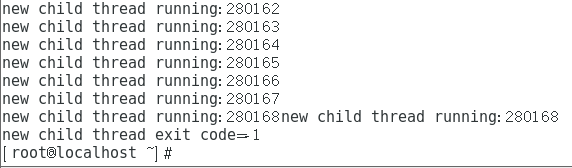 new child thread running:280162
new child thread running:280163
new child thread running:280164
new child thread running:280165
new child thread running:280166
new child thread running:280167
new child thread running:280168new child thread running:280168
new child thread exit code=-1
[root@localhost ~]#